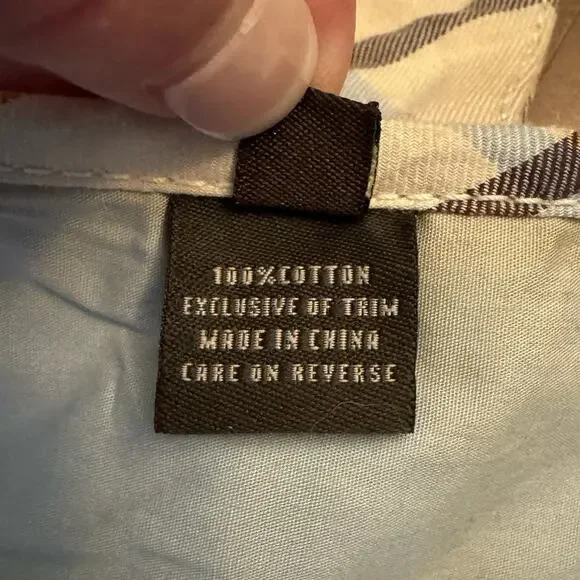 100%COTTON
EXCLUSIVE OF TRIM
MADE IN CHINA
CARE ON REVERSE